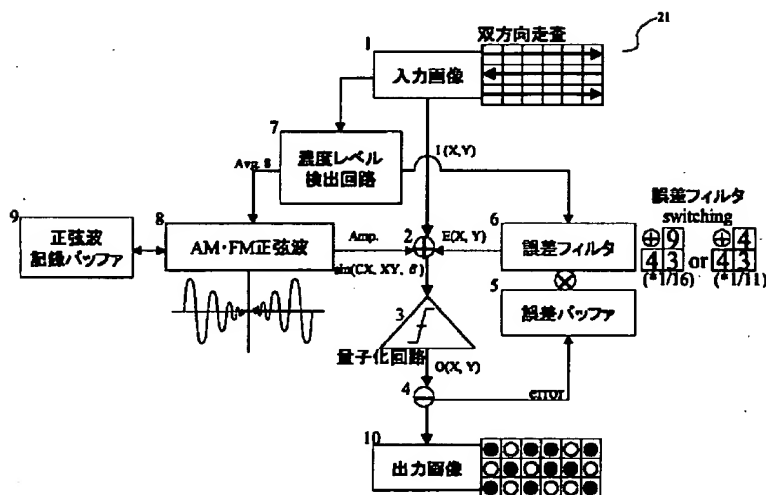 双方向走査
21
1
入力画像
7
濃度レベル
検出回路
I(X,Y)
Avg. θ
9
正弦波
記録バッファ
8
AM・FM正弦波
Amp.
sin(CX, XY, θ)
2
E(X, Y)
6
誤差フィルタ
誤差フィルタ
switching
⊕ 9
4 3
(*1/16)
or
⊕ 4
4 3
(*1/11)
5
誤差バッファ
3
量子化回路
O(X, Y)
4
error
10
出力画像